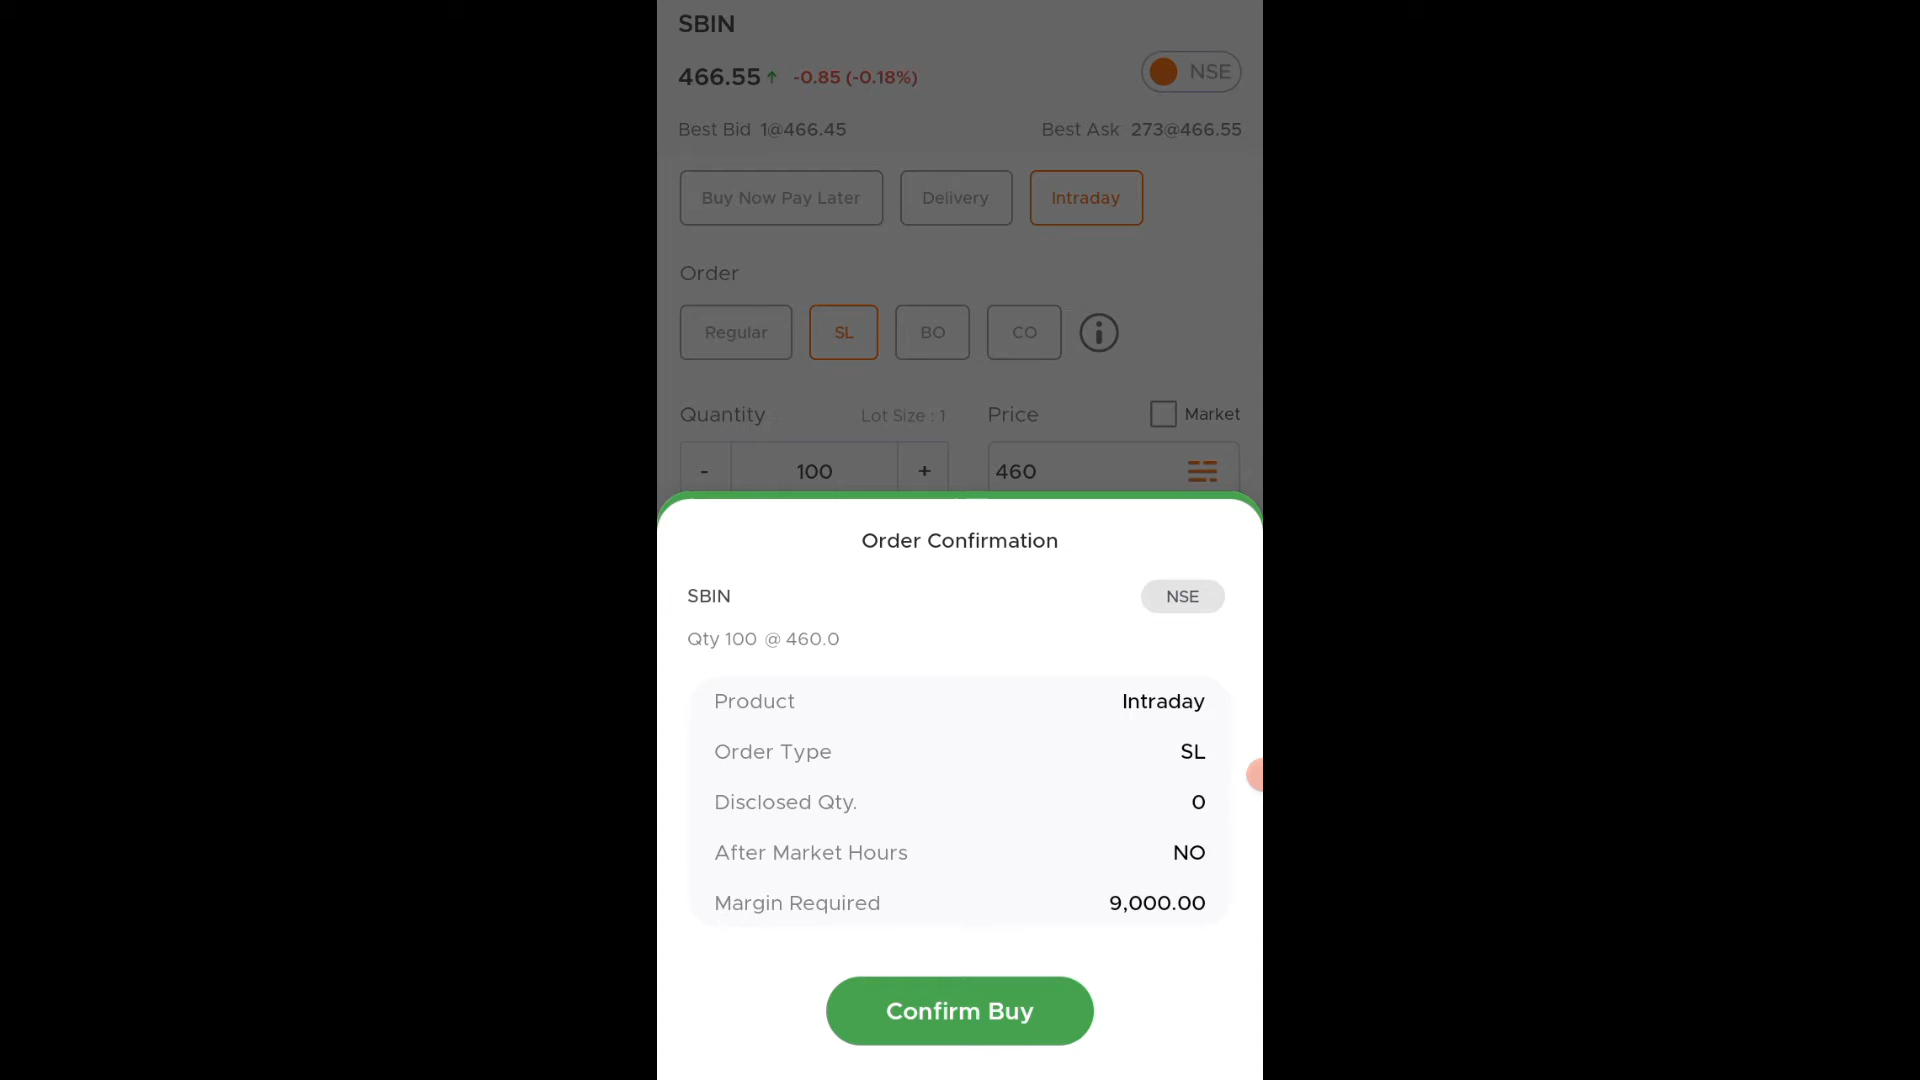 SBIN
466.55 ↑ -0.85 (-0.18%) NSE
Best Bid 1@466.45 Best Ask 273@466.55
Buy Now Pay Later Delivery Intraday
Order
Regular SL BO CO
Quantity Lot Size : 1 Price Market
- 100 + 460
Order Confirmation
SBIN NSE
Qty 100 @ 460.0
Product Intraday
Order Type SL
Disclosed Qty. 0
After Market Hours NO
Margin Required 9,000.00
Confirm Buy